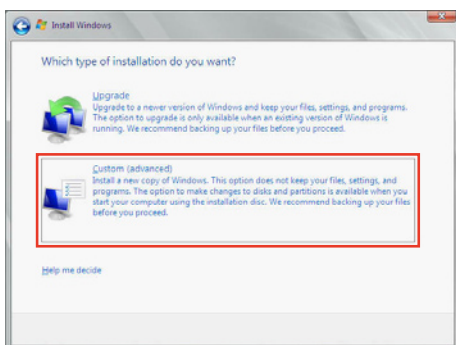 Install Windows
Which type of installation do you want?
Upgrade
Upgrade to a newer version of Windows and keep your files, settings, and programs.
The option to upgrade is only available when an existing version of Windows is
running. We recommend backing up your files before you proceed.
Custom (advanced)
Install a new copy of Windows. This option does not keep your files, settings, and
programs. The option to make changes to disks and partitions is available when you
start your computer using the installation disc. We recommend backing up your files
before you proceed.
Help me decide